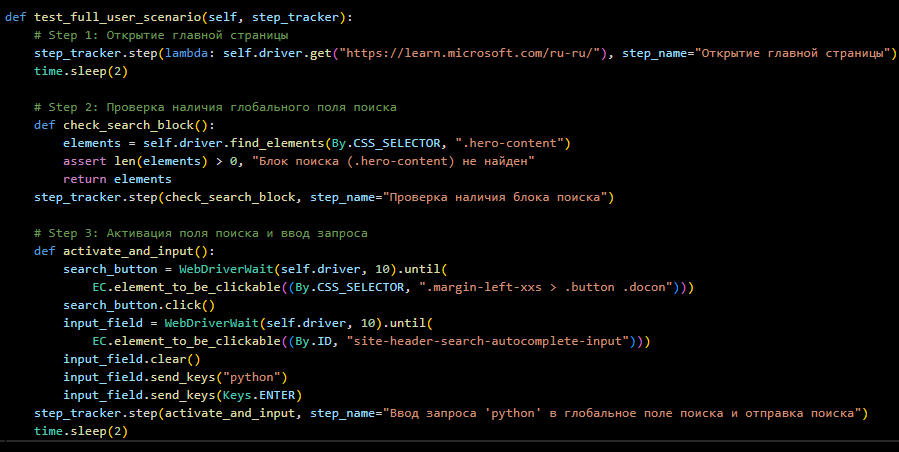 def test_full_user_scenario(self, step_tracker):
    # Step 1: Открытие главной страницы
    step_tracker.step(lambda: self.driver.get("https://learn.microsoft.com/ru-ru/"), step_name="Открытие главной страницы")
    time.sleep(2)

    # Step 2: Проверка наличия глобального поля поиска
    def check_search_block():
        elements = self.driver.find_elements(By.CSS_SELECTOR, ".hero-content")
        assert len(elements) > 0, "Блок поиска (.hero-content) не найден"
        return elements
    step_tracker.step(check_search_block, step_name="Проверка наличия блока поиска")

    # Step 3: Активация поля поиска и ввод запроса
    def activate_and_input():
        search_button = WebDriverWait(self.driver, 10).until(
            EC.element_to_be_clickable((By.CSS_SELECTOR, ".margin-left-xxs > .button .docon")))
        search_button.click()
        input_field = WebDriverWait(self.driver, 10).until(
            EC.element_to_be_clickable((By.ID, "site-header-search-autocomplete-input")))
        input_field.clear()
        input_field.send_keys("python")
        input_field.send_keys(Keys.ENTER)
    step_tracker.step(activate_and_input, step_name="Ввод запроса 'python' в глобальное поле поиска и отправка поиска")
    time.sleep(2)